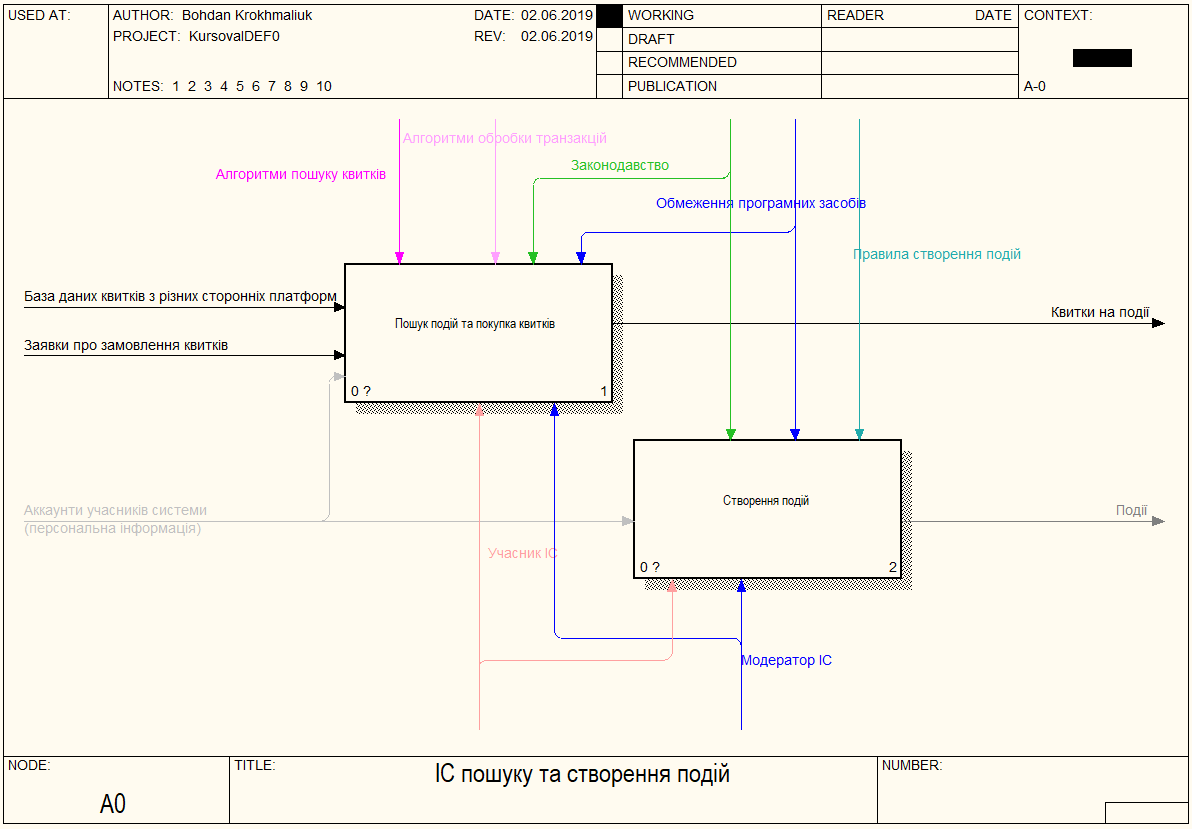 USED AT:
AUTHOR: Bohdan Krokhmaliuk
DATE: 02.06.2019
PROJECT: KursovaIDEF0
REV: 02.06.2019
NOTES: 1 2 3 4 5 6 7 8 9 10
WORKING
DRAFT
RECOMMENDED
PUBLICATION
READER DATE
CONTEXT:
A-0
Алгоритми обробки транзакцій
Законодавство
Алгоритми пошуку квитків
Обмеження програмних засобів
Правила створення подій
База даних квитків з різних сторонніх платформ
Квитки на події
Пошук подій та покупка квитків
Заявки про замовлення квитків
0 ?
1
Створення подій
Аккаунти учасників системи
(персональна інформація)
Події
Учасник ІС
0 ?
2
Модератор ІС
NODE:
A0
TITLE:
ІС пошуку та створення подій
NUMBER: